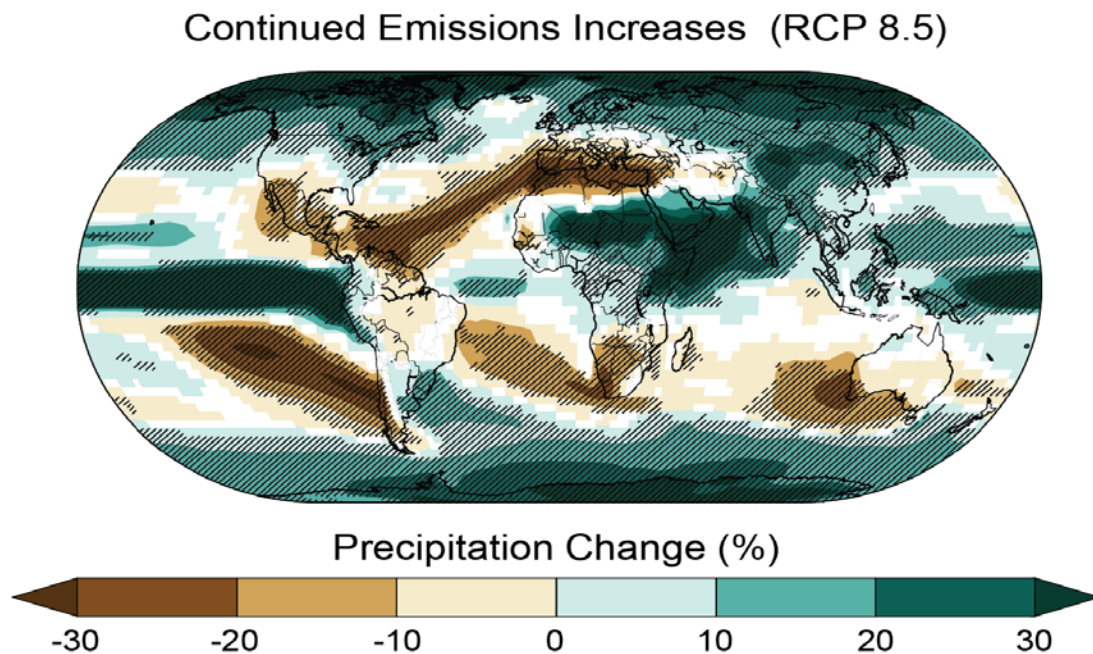 Continued Emissions Increases (RCP 8.5)
Precipitation Change (%)
-30 -20 -10 0 10 20 30